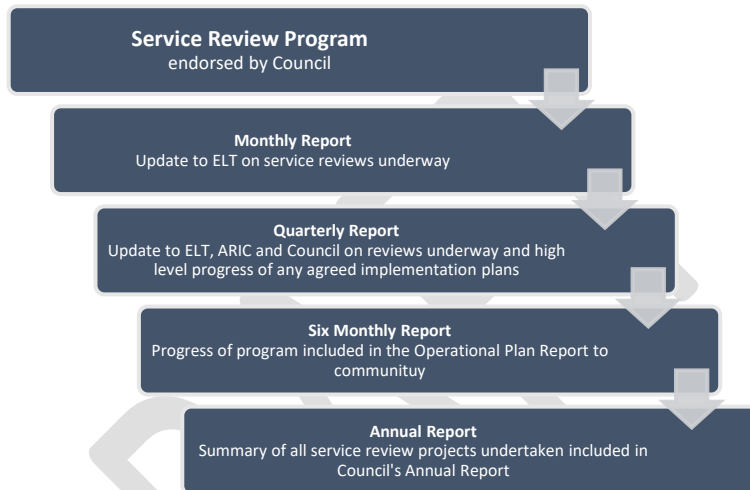 Service Review Program
endorsed by Council
Monthly Report
Update to ELT on service reviews underway
Quarterly Report
Update to ELT, ARIC and Council on reviews underway and high
level progress of any agreed implementation plans
Six Monthly Report
Progress of program included in the Operational Plan Report to
communituy
Annual Report
Summary of all service review projects undertaken included in
Council's Annual Report